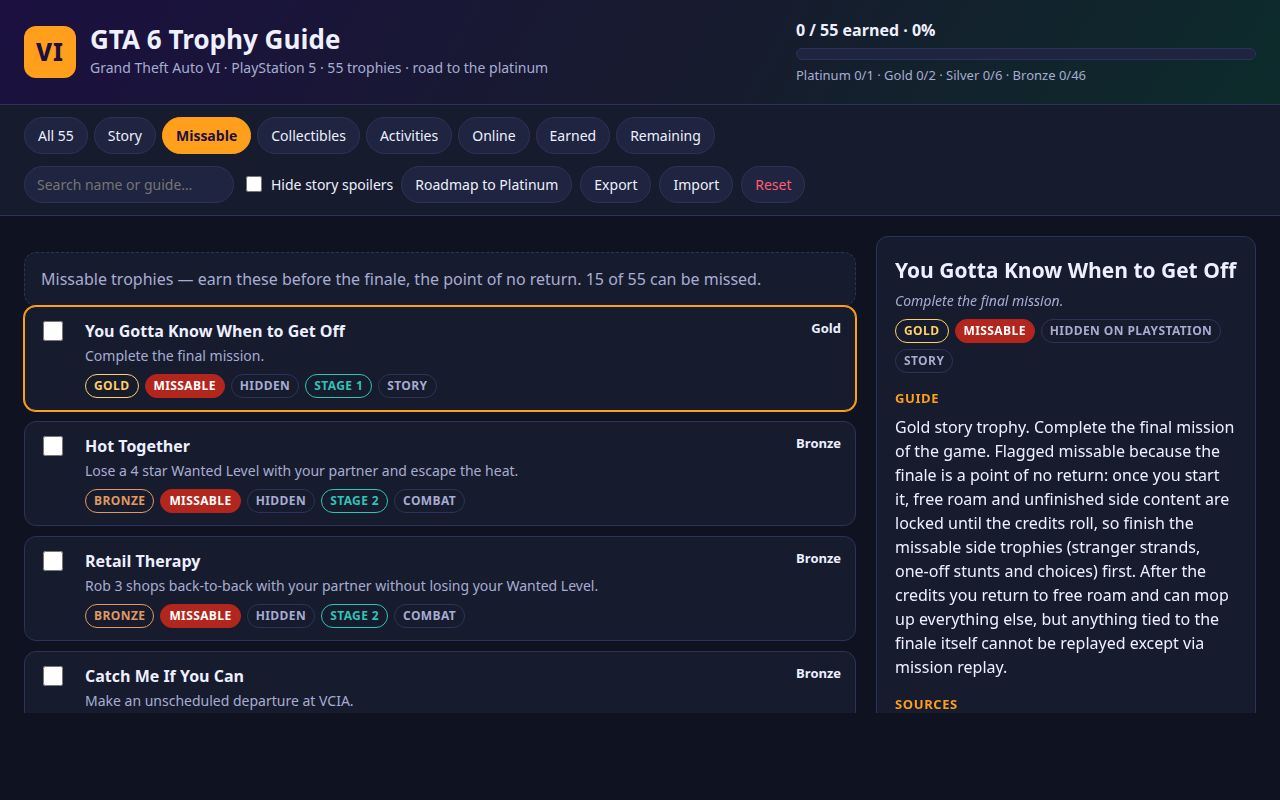 VI
GTA 6 Trophy Guide
Grand Theft Auto VI · PlayStation 5 · 55 trophies · road to the platinum
0 / 55 earned · 0%
Platinum 0/1 · Gold 0/2 · Silver 0/6 · Bronze 0/46
All 55 Story Missable Collectibles Activities Online Earned Remaining
Search name or guide... Hide story spoilers Roadmap to Platinum Export Import Reset
Missable trophies — earn these before the finale, the point of no return. 15 of 55 can be missed.
You Gotta Know When to Get Off Gold
Complete the final mission.
GOLD MISSABLE HIDDEN STAGE 1 STORY
Hot Together Bronze
Lose a 4 star Wanted Level with your partner and escape the heat.
BRONZE MISSABLE HIDDEN STAGE 2 COMBAT
Retail Therapy Bronze
Rob 3 shops back-to-back with your partner without losing your Wanted Level.
BRONZE MISSABLE HIDDEN STAGE 2 COMBAT
Catch Me If You Can Bronze
Make an unscheduled departure at VCIA.
You Gotta Know When to Get Off
Complete the final mission.
GOLD MISSABLE HIDDEN ON PLAYSTATION
STORY
GUIDE
Gold story trophy. Complete the final mission
of the game. Flagged missable because the
finale is a point of no return: once you start
it, free roam and unfinished side content are
locked until the credits roll, so finish the
missable side trophies (stranger strands,
one-off stunts and choices) first. After the
credits you return to free roam and can mop
up everything else, but anything tied to the
finale itself cannot be replayed except via
mission replay.
SOURCES